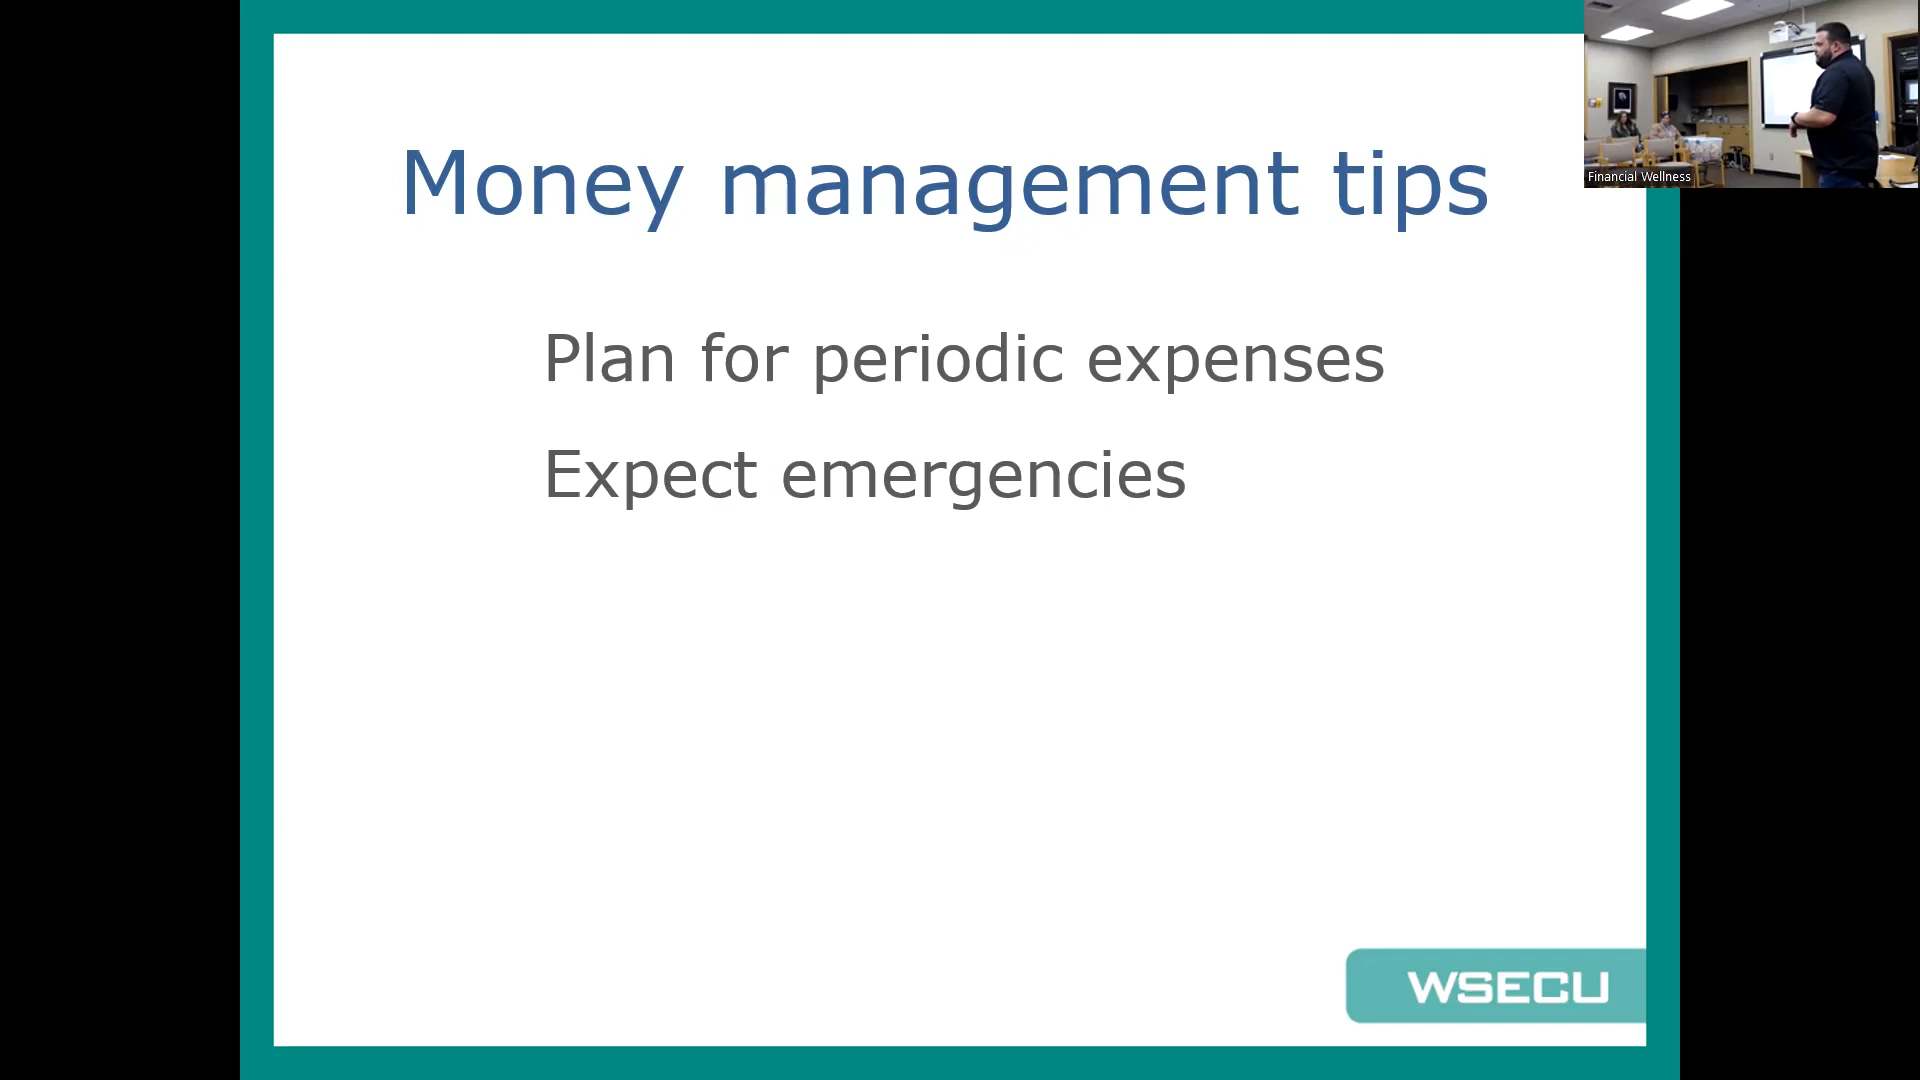 Money management tips
Plan for periodic expenses
Expect emergencies
WSECU
Financial Wellness